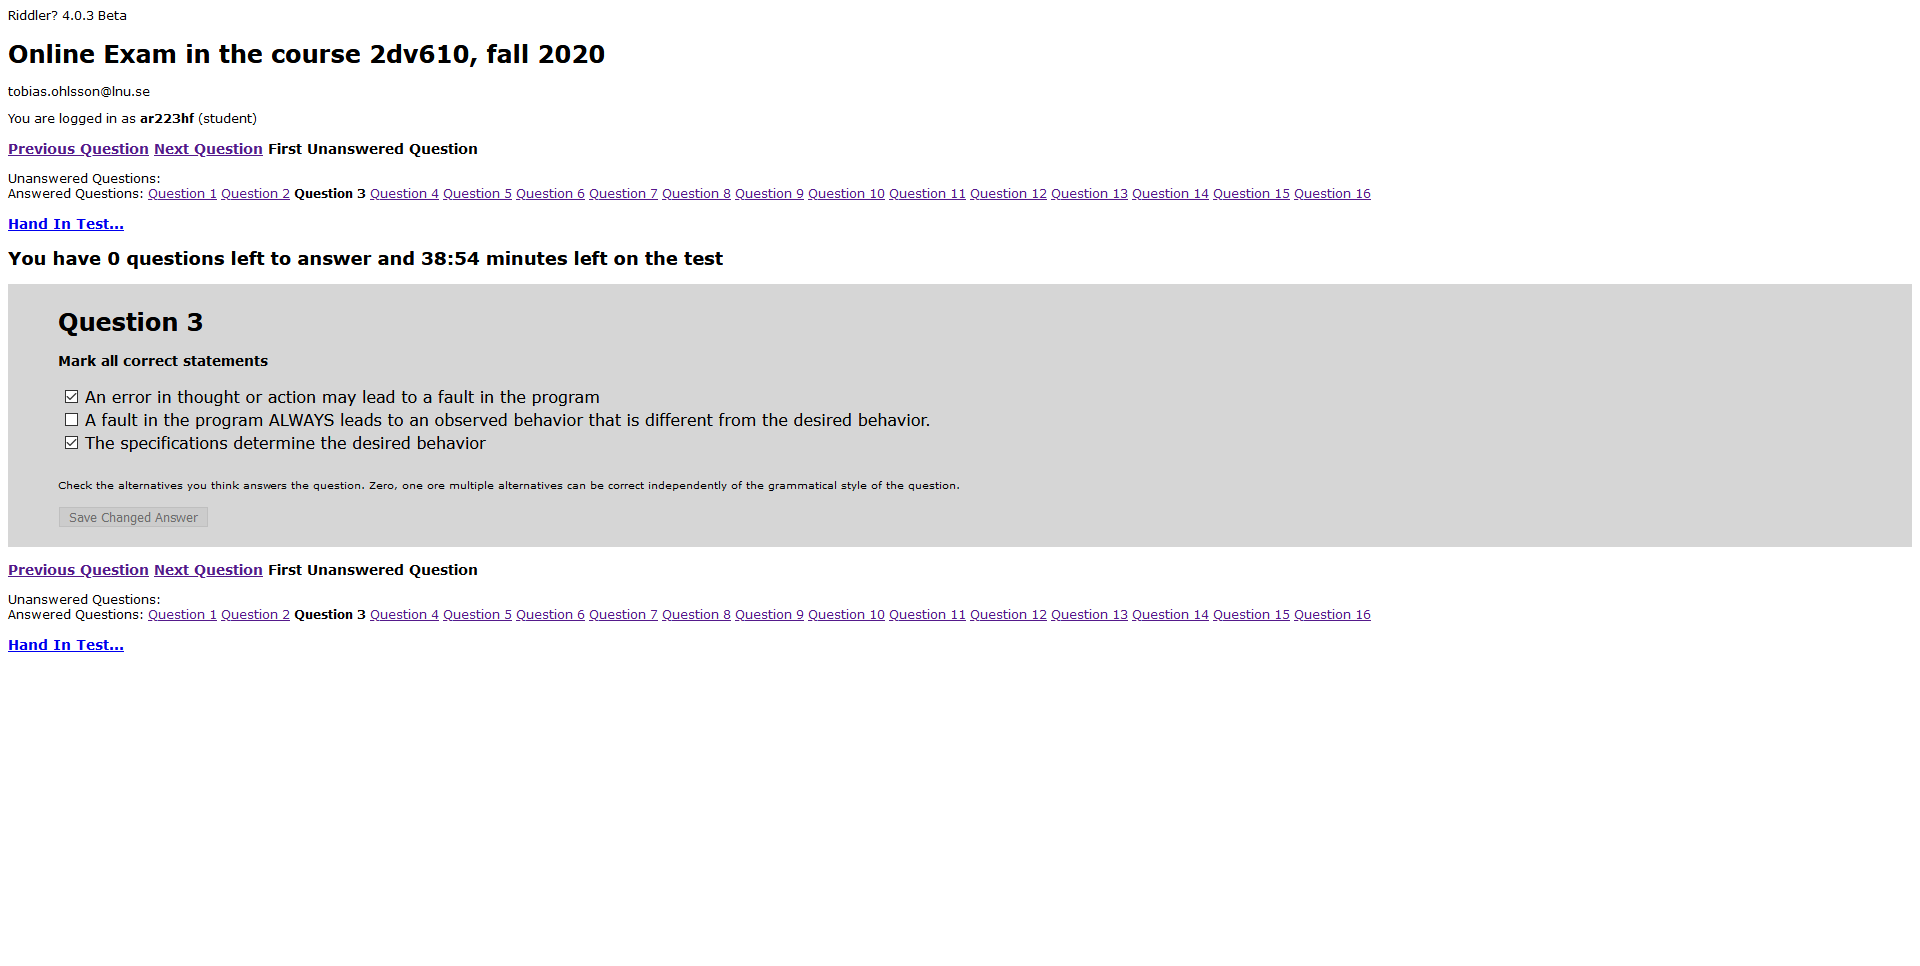 Riddler? 4.0.3 Beta
Online Exam in the course 2dv610, fall 2020
tobias.ohlsson@lnu.se
You are logged in as ar223hf (student)
Previous Question Next Question First Unanswered Question
Unanswered Questions:
Answered Questions: Question 1 Question 2 Question 3 Question 4 Question 5 Question 6 Question 7 Question 8 Question 9 Question 10 Question 11 Question 12 Question 13 Question 14 Question 15 Question 16
Hand In Test...
You have 0 questions left to answer and 38:54 minutes left on the test
Question 3
Mark all correct statements
An error in thought or action may lead to a fault in the program
A fault in the program ALWAYS leads to an observed behavior that is different from the desired behavior.
The specifications determine the desired behavior
Check the alternatives you think answers the question. Zero, one ore multiple alternatives can be correct independently of the grammatical style of the question.
Save Changed Answer
Previous Question Next Question First Unanswered Question
Unanswered Questions:
Answered Questions: Question 1 Question 2 Question 3 Question 4 Question 5 Question 6 Question 7 Question 8 Question 9 Question 10 Question 11 Question 12 Question 13 Question 14 Question 15 Question 16
Hand In Test...